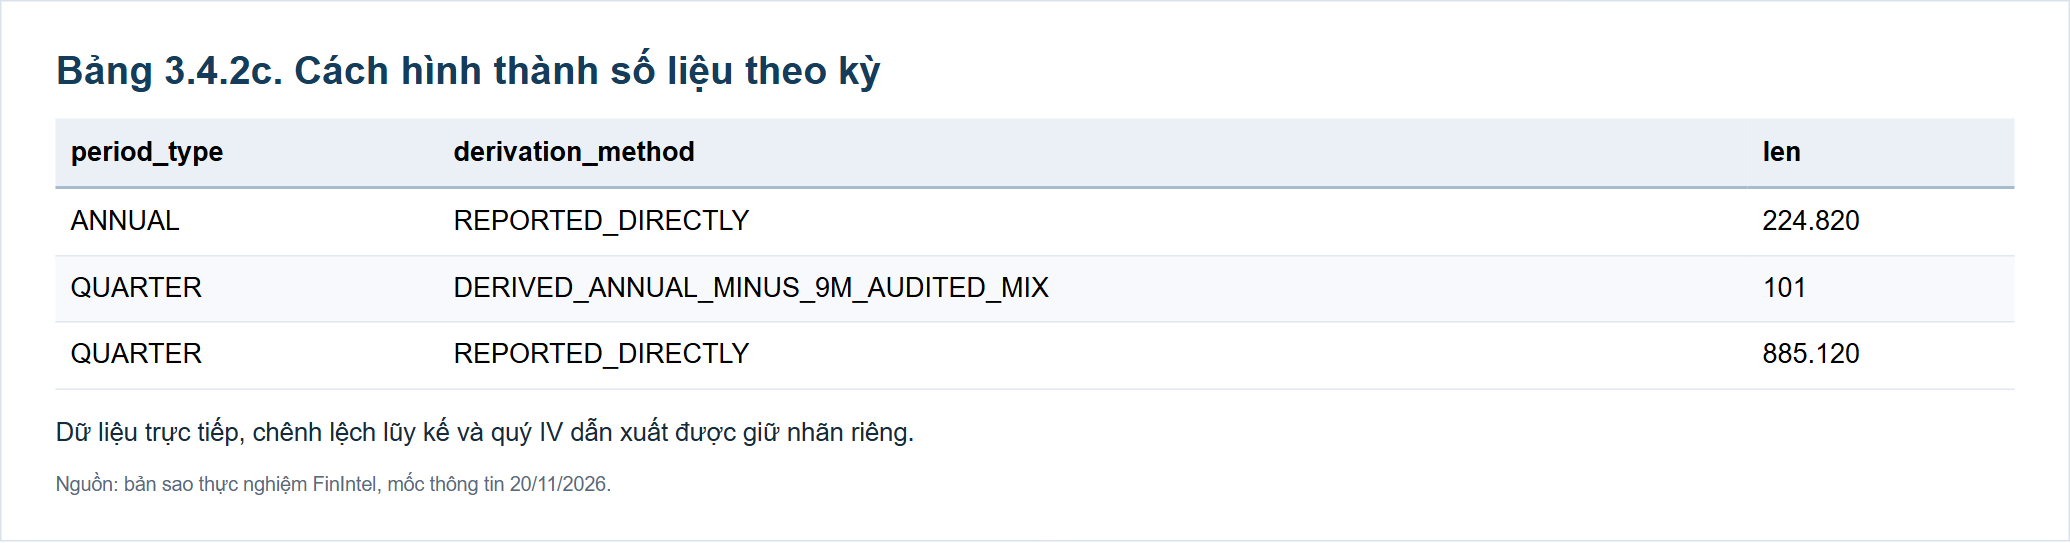 Bảng 3.4.2c. Cách hình thành số liệu theo kỳ
period_type derivation_method len
ANNUAL REPORTED_DIRECTLY 224.820
QUARTER DERIVED_ANNUAL_MINUS_9M_AUDITED_MIX 101
QUARTER REPORTED_DIRECTLY 885.120
Dữ liệu trực tiếp, chênh lệch lũy kế và quý IV dẫn xuất được giữ nhãn riêng.
Nguồn: bản sao thực nghiệm FinIntel, mốc thông tin 20/11/2026.